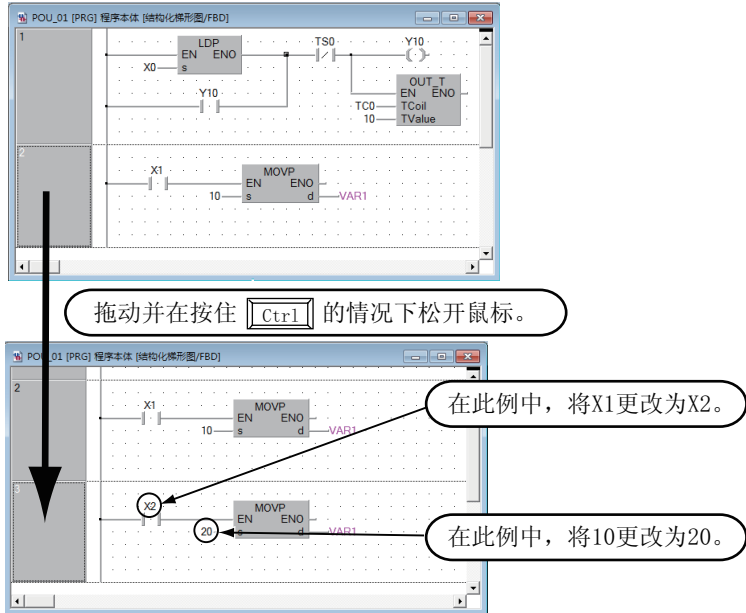 POU_01 [PRG] 程序本体 [结构化梯形图/FBD]
1
LDP
TS0
Y10
EN ENO
X0 s
OUT_T
Y10
EN ENO
TC0 TCoil
10 TValue
2
X1
MOVP
EN ENO
10 s d VAR1
拖动并在按住 Ctrl 的情况下松开鼠标。
POU_01 [PRG] 程序本体 [结构化梯形图/FBD]
2
X1
MOVP
EN ENO
10 s d VAR1
在此例中，将X1更改为X2。
3
X2
MOVP
EN ENO
20 s d VAR1
在此例中，将10更改为20。